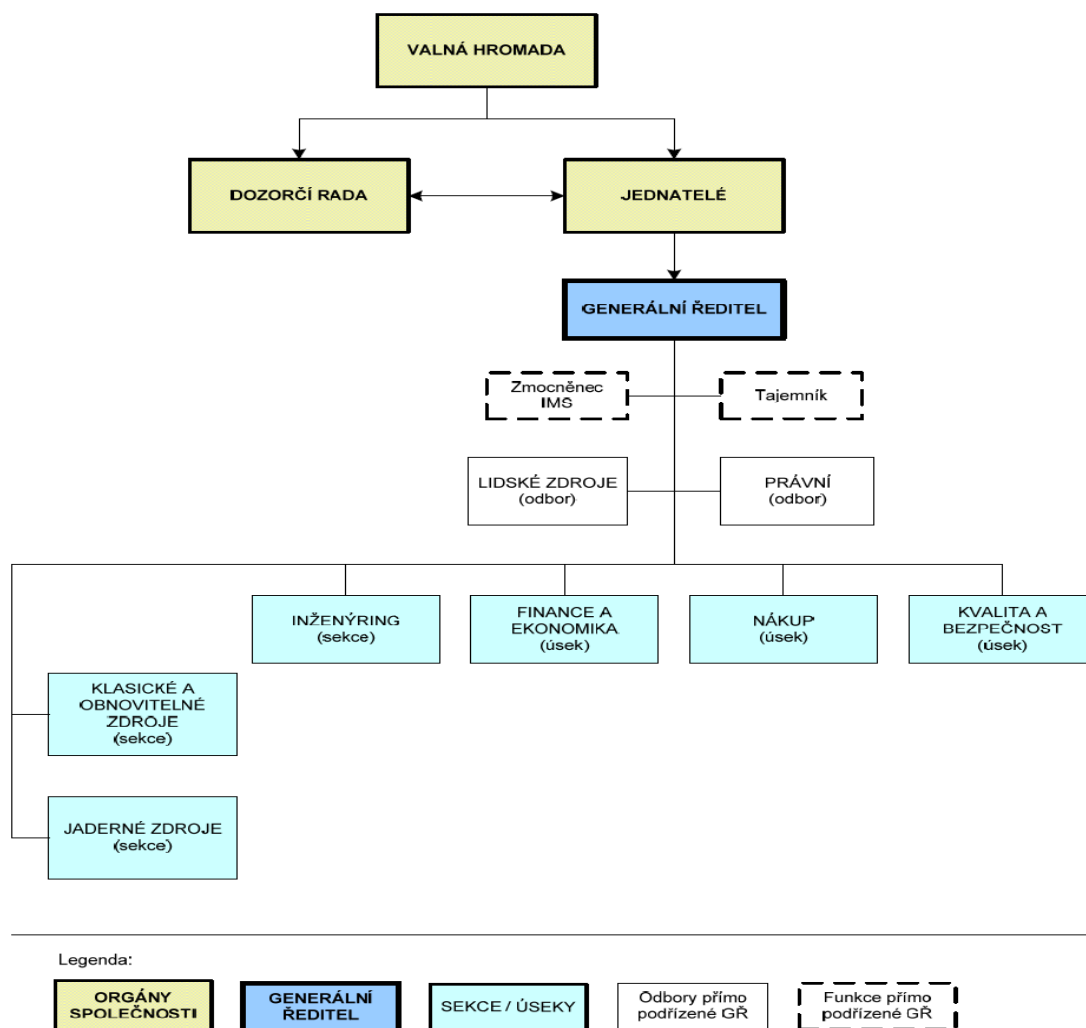 VALNÁ HROMADA
DOZORČÍ RADA
JEDNATELÉ
GENERÁLNÍ ŘEDITEL
Zmocněnec
IMS
Tajemník
LIDSKÉ ZDROJE
(odbor)
PRÁVNÍ
(odbor)
INŽENÝRING
(sekce)
FINANCE A
EKONOMIKA
(úsek)
NÁKUP
(úsek)
KVALITA A
BEZPEČNOST
(úsek)
KLASICKÉ A
OBNOVITELNÉ
ZDROJE
(sekce)
JADERNÉ ZDROJE
(sekce)
Legenda:
ORGÁNY
SPOLEČNOSTI
GENERÁLNÍ
ŘEDITEL
SEKCE / ÚSEKY
Odbory přímo
podřízené GŘ
Funkce přímo
podřízené GŘ